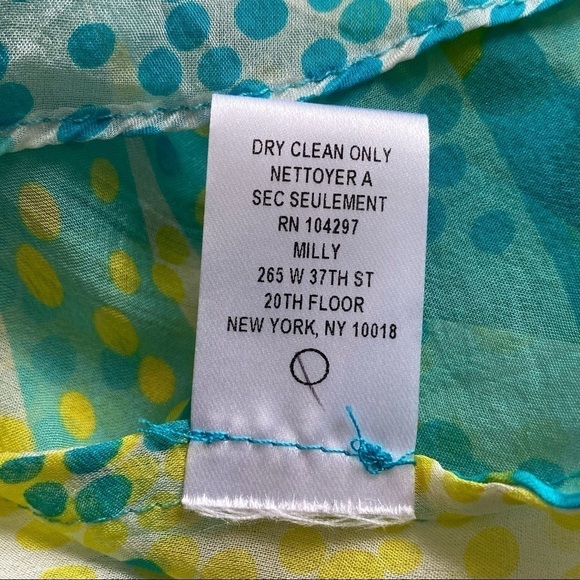 DRY CLEAN ONLY
NETTOYER A
SEC SEULEMENT
RN 104297
MILLY
265 W 37TH ST
20TH FLOOR
NEW YORK, NY 10018